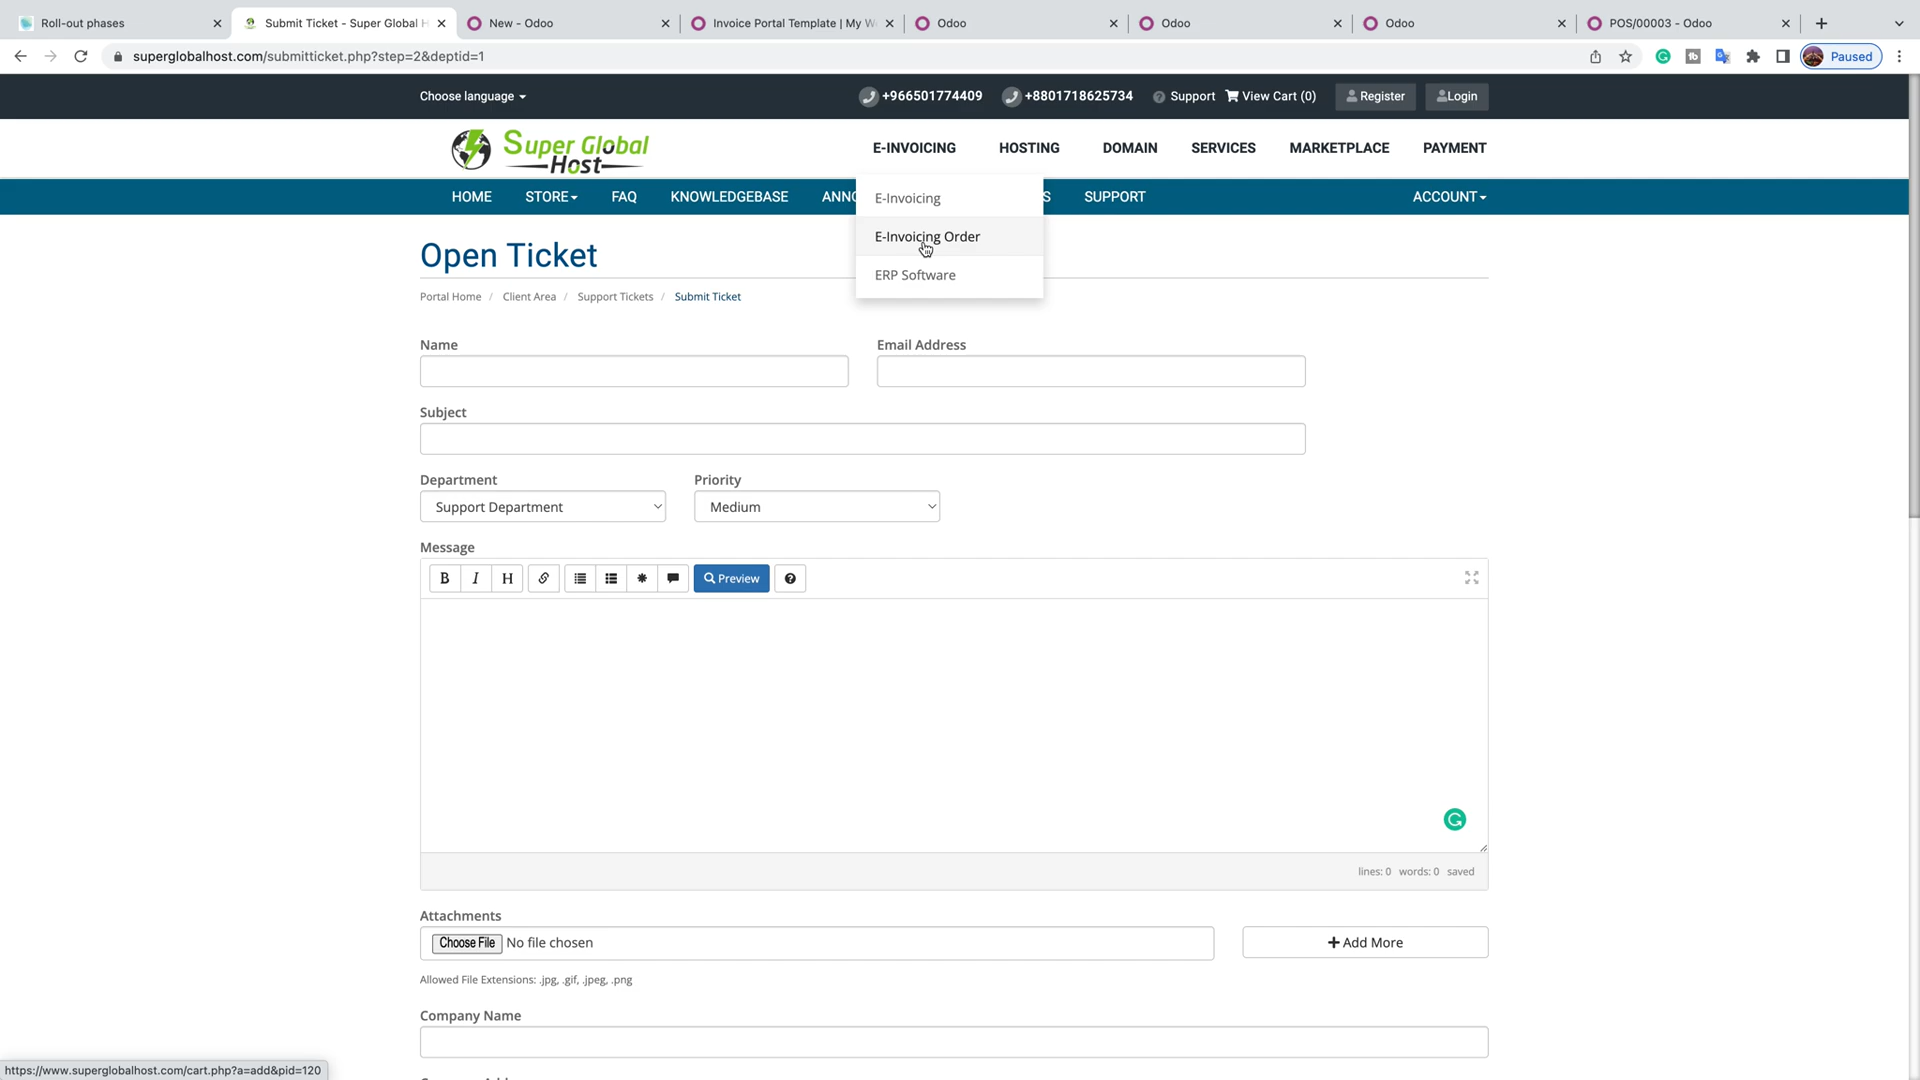 Roll-out phases
Submit Ticket - Super Global H
New - Odoo
Invoice Portal Template | My W
Odoo
Odoo
Odoo
POS/00003 - Odoo
superglobalhost.com/submitticket.php?step=2&deptid=1
Paused
Choose language
+966501774409
+8801718625734
Support
View Cart (0)
Register
Login
Super Global
Host
E-INVOICING
HOSTING
DOMAIN
SERVICES
MARKETPLACE
PAYMENT
HOME
STORE
FAQ
KNOWLEDGEBASE
ANNO
S
SUPPORT
ACCOUNT
E-Invoicing
E-Invoicing Order
ERP Software
Open Ticket
Portal Home / Client Area / Support Tickets / Submit Ticket
Name
Email Address
Subject
Department
Priority
Support Department
Medium
Message
B
I
H
Preview
lines: 0 words: 0 saved
Attachments
Choose File No file chosen
Add More
Allowed File Extensions: .jpg, .gif, .jpeg, .png
Company Name
https://www.superglobalhost.com/cart.php?a=add&pid=120